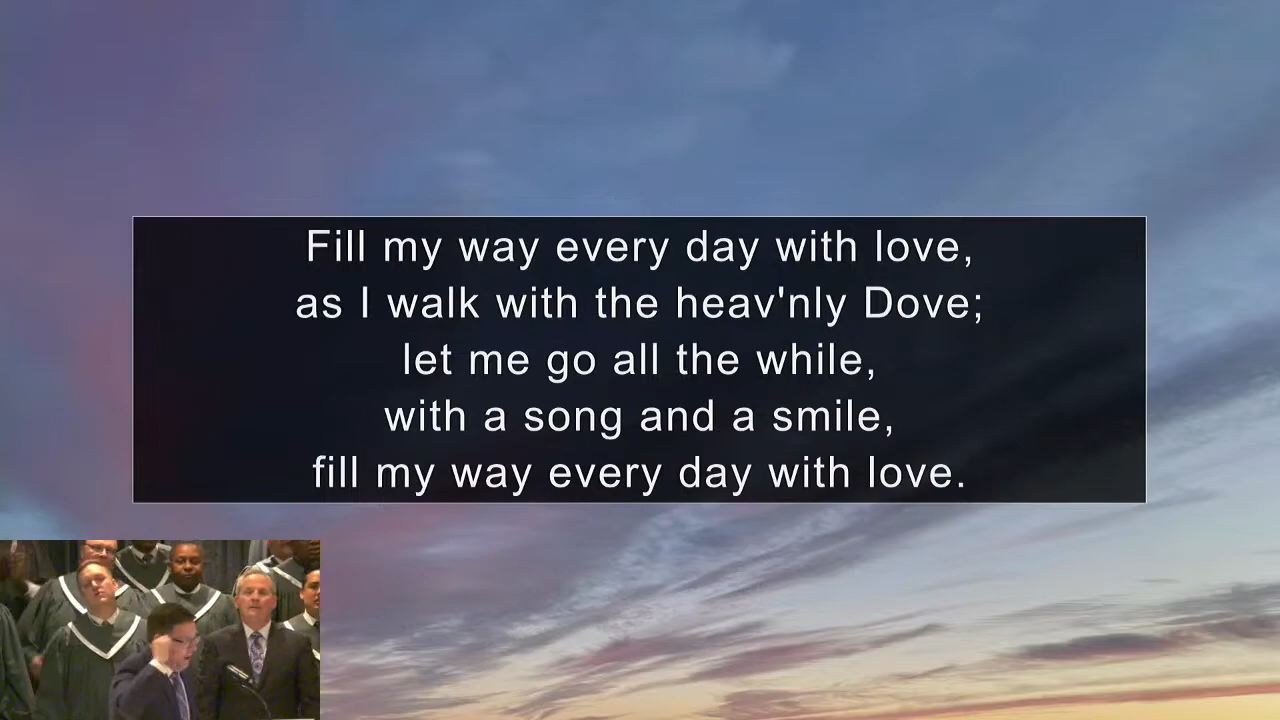 Fill my way every day with love,
as I walk with the heav'nly Dove;
let me go all the while,
with a song and a smile,
fill my way every day with love.